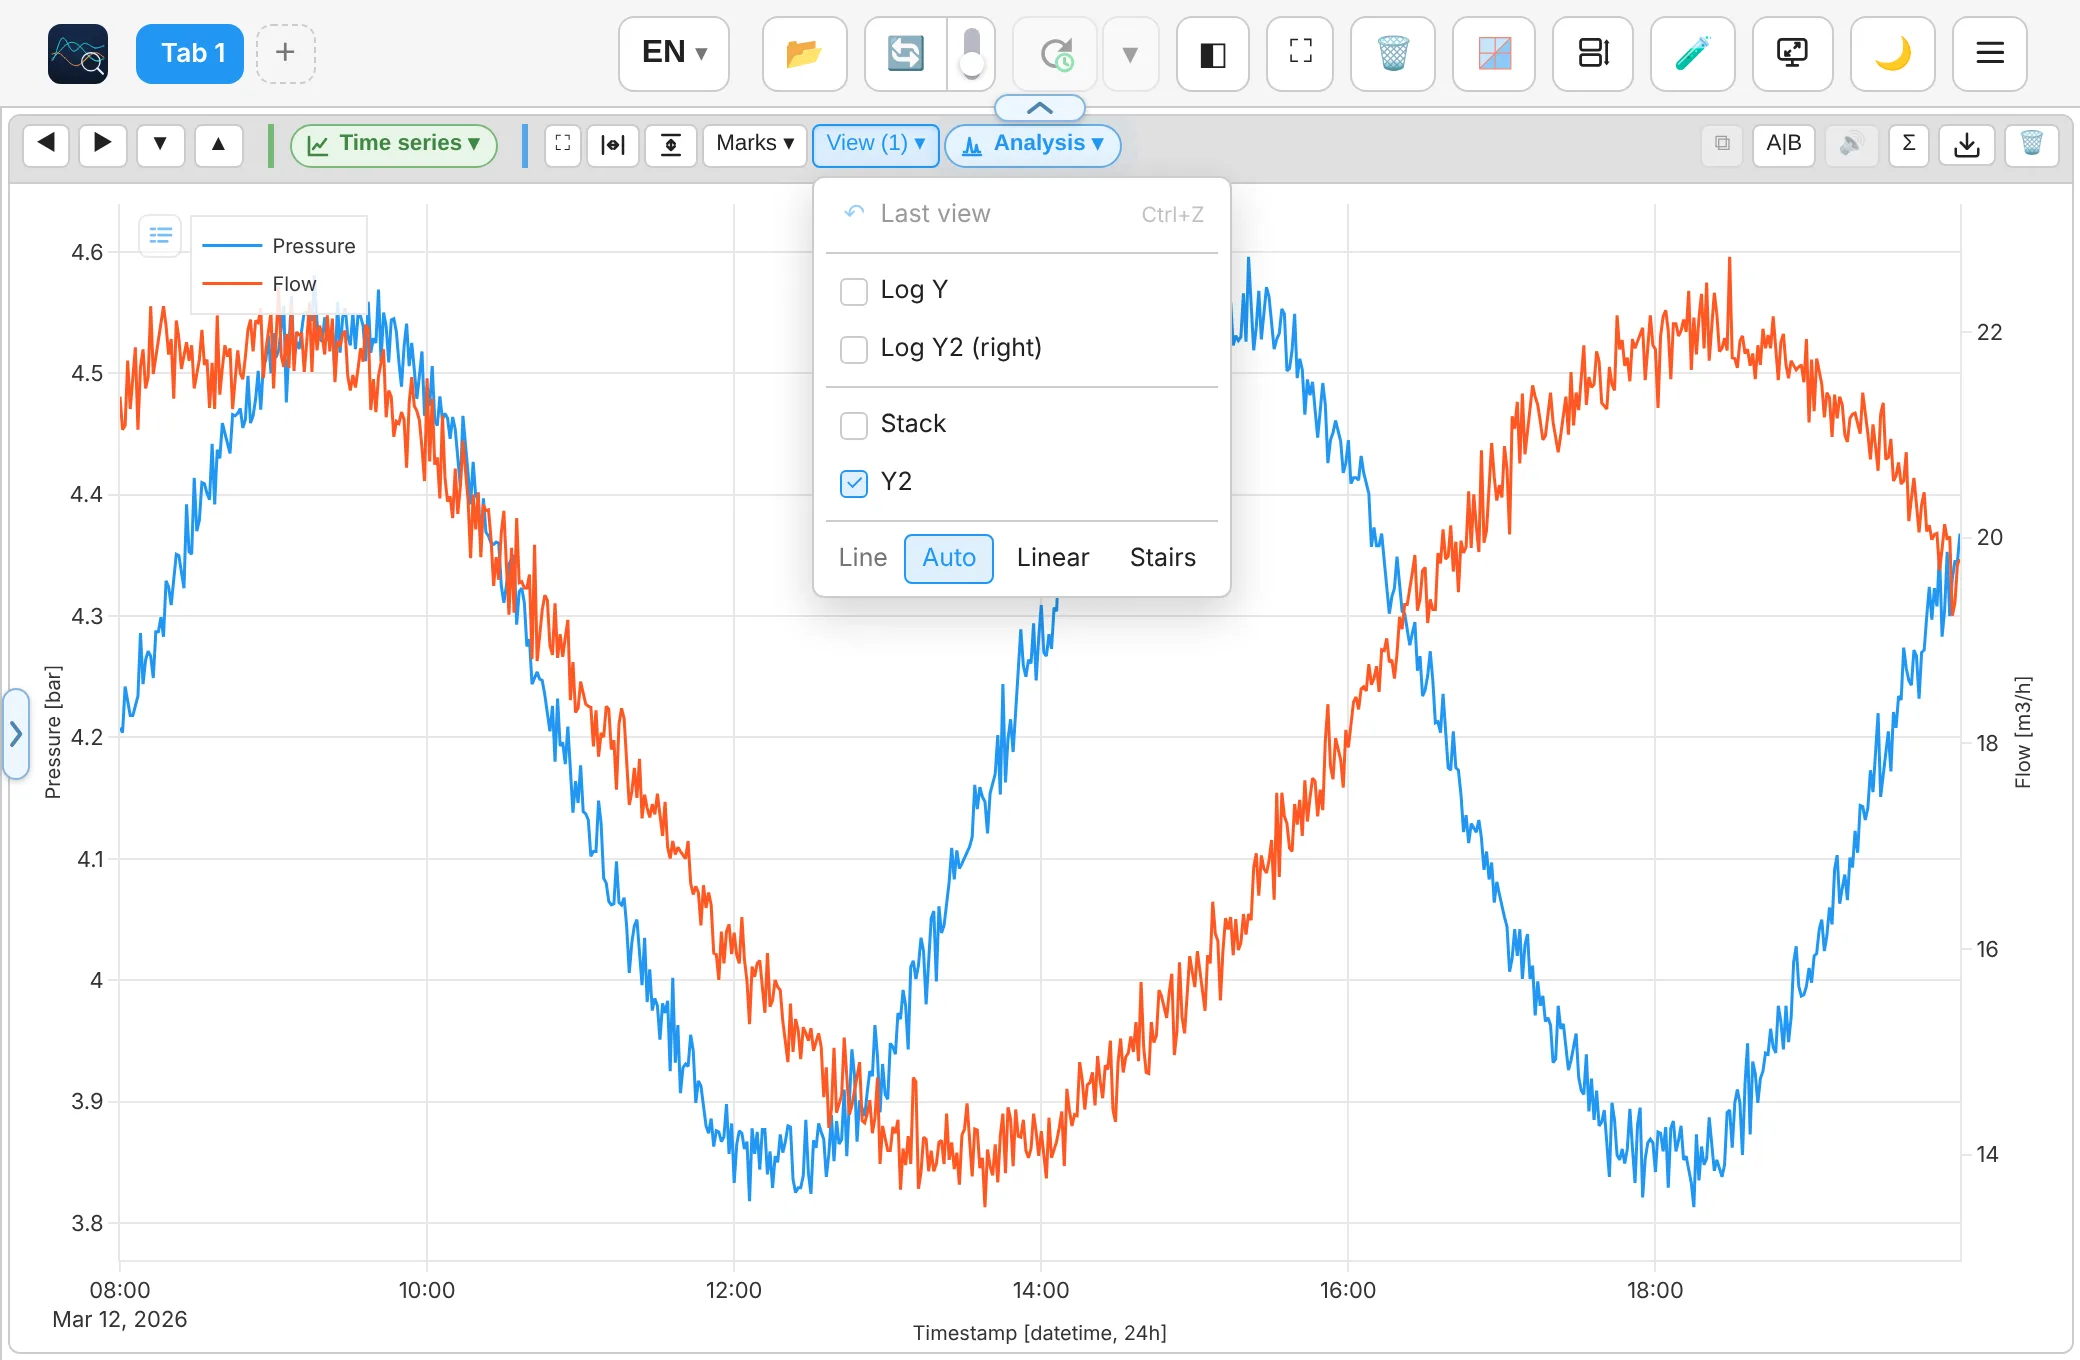 Tab 1
+
EN ▾
Time series ▾
Marks ▾
View (1) ▾
Analysis ▾
A|B
Σ
Last view
Ctrl+Z
Log Y
Log Y2 (right)
Stack
Y2
Line
Auto
Linear
Stairs
Pressure
Flow
4.6
4.5
4.4
4.3
4.2
4.1
4
3.9
3.8
Pressure [bar]
22
20
18
16
14
Flow [m3/h]
08:00
10:00
12:00
14:00
16:00
18:00
Mar 12, 2026
Timestamp [datetime, 24h]